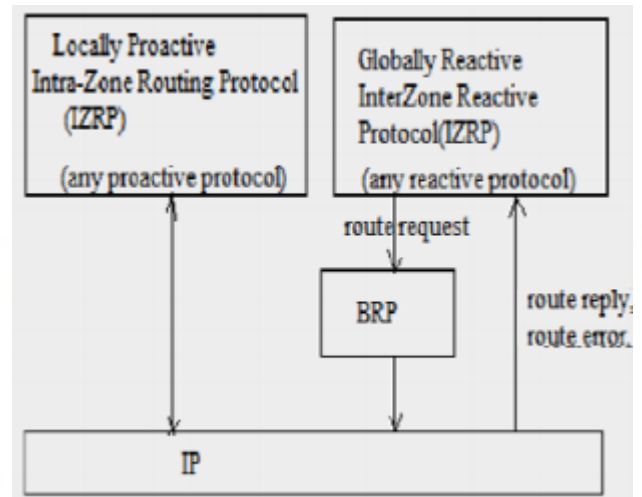 Locally Proactive
Intra-Zone Routing Protocol
(IZRP)
(any proactive protocol)
Globally Reactive
InterZone Reactive
Protocol(IZRP)
(any reactive protocol)
route request
BRP
route reply,
route error.
IP